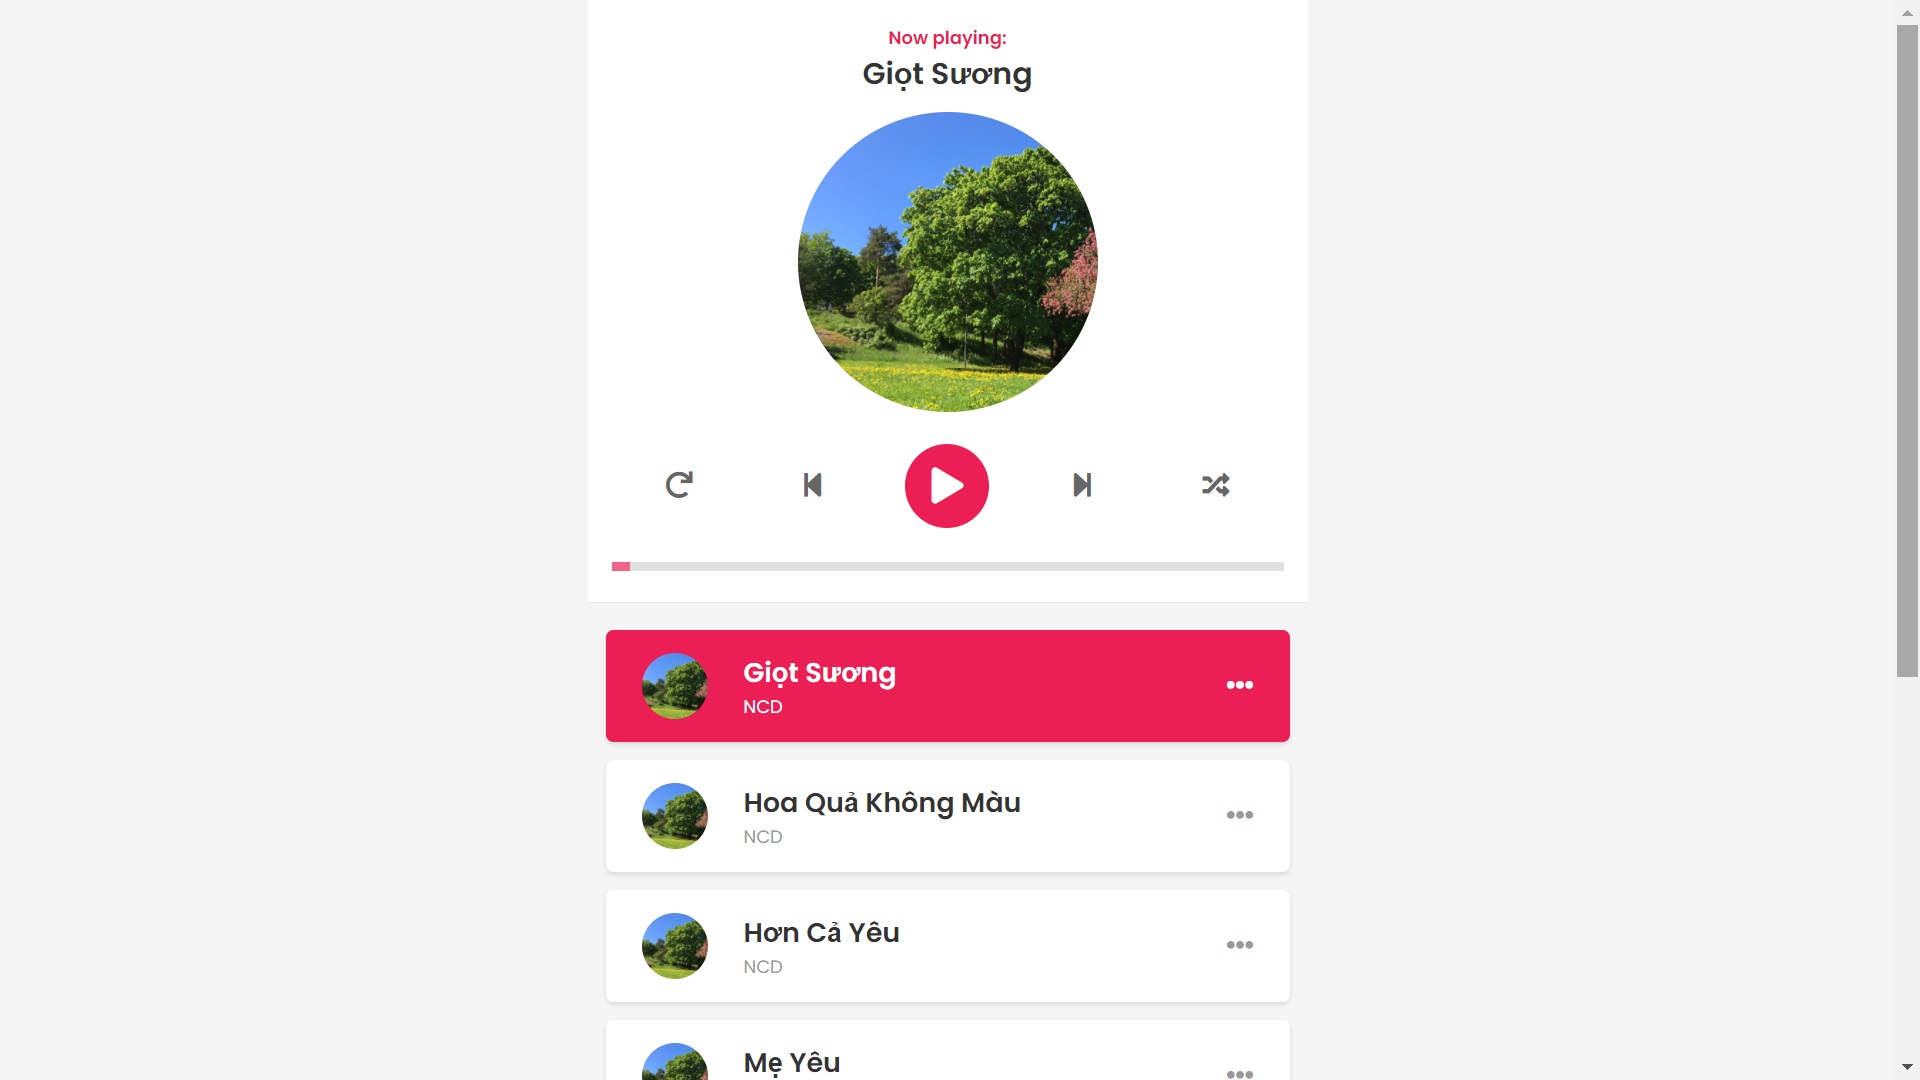 Now playing:
Giọt Sương
Giọt Sương
NCD
Hoa Quả Không Màu
NCD
Hơn Cả Yêu
NCD
Mẹ Yêu